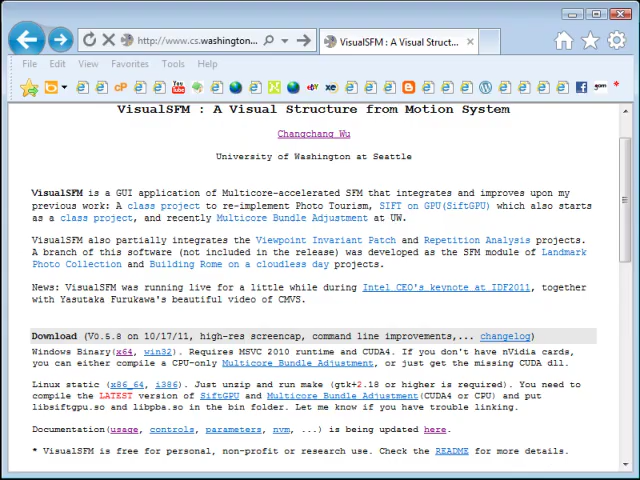 http://www.cs.washington...
VisualSFM : A Visual Struct...
File Edit View Favorites Tools Help
VisualSFM : A Visual Structure from Motion System
Changchang Wu
University of Washington at Seattle
VisualSFM is a GUI application of Multicore-accelerated SFM that integrates and improves upon my
previous work: A class project to re-implement Photo Tourism, SIFT on GPU(SiftGPU) which also starts
as a class project, and recently Multicore Bundle Adjustment at UW.
VisualSFM also partially integrates the Viewpoint Invariant Patch and Repetition Analysis projects.
A branch of this software (not included in the release) was developed as the SFM module of Landmark
Photo Collection and Building Rome on a cloudless day projects.
News: VisualSFM was running live for a little while during Intel CEO's keynote at IDF2011, together
with Yasutaka Furukawa's beautiful video of CMVS.
Download (V0.5.8 on 10/17/11, high-res screencap, command line improvements,... changelog)
Windows Binary(x64, win32). Requires MSVC 2010 runtime and CUDA4. If you don't have nVidia cards,
you can either compile a CPU-only Multicore Bundle Adjustment, or just get the missing CUDA dll.
Linux static (x86_64, i386). Just unzip and run make (gtk+2.18 or higher is required). You need to
compile the LATEST version of SiftGPU and Multicore Bundle Adjustment(CUDA4 or CPU) and put
libsiftgpu.so and libpba.so in the bin folder. Let me know if you have trouble linking.
Documentation(usage, controls, parameters, nvm, ...) is being updated here.
* VisualSFM is free for personal, non-profit or research use. Check the README for more details.